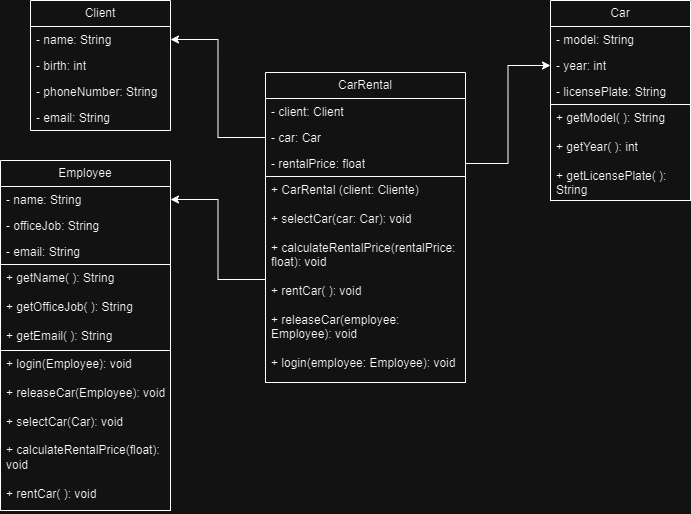 Client
- name: String
- birth: int
- phoneNumber: String
- email: String
Employee
- name: String
- officeJob: String
- email: String
+ getName( ): String
+ getOfficeJob( ): String
+ getEmail( ): String
+ login(Employee): void
+ releaseCar(Employee): void
+ selectCar(Car): void
+ calculateRentalPrice(float):
void
+ rentCar( ): void
CarRental
- client: Client
- car: Car
- rentalPrice: float
+ CarRental (client: Cliente)
+ selectCar(car: Car): void
+ calculateRentalPrice(rentalPrice:
float): void
+ rentCar( ): void
+ releaseCar(employee:
Employee): void
+ login(employee: Employee): void
Car
- model: String
- year: int
- licensePlate: String
+ getModel( ): String
+ getYear( ): int
+ getLicensePlate( ):
String